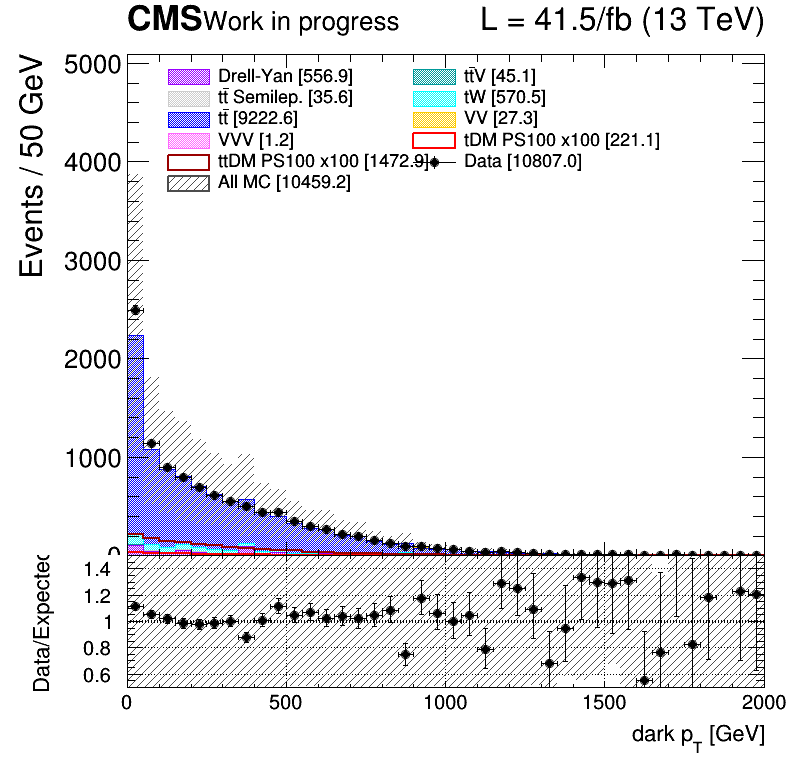 CMS Work in progress L = 41.5/fb (13 TeV)
Events / 50 GeV
5000
4000
3000
2000
1000
0
Drell-Yan [556.9] tt̄V [45.1]
tt̄ Semilep. [35.6] tW [570.5]
tt̄ [9222.6] VV [27.3]
VVV [1.2] tDM PS100 x100 [221.1]
ttDM PS100 x100 [1472.9] Data [10807.0]
All MC [10459.2]
Data/Expected
1.4
1.2
1
0.8
0.6
0 500 1000 1500 2000
dark p_T [GeV]